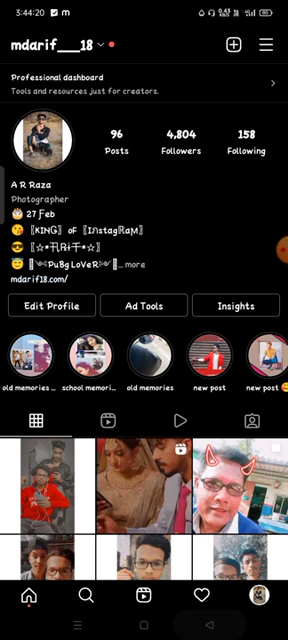 3:44:20 m
mdarif___18
Professional dashboard
Tools and resources just for creators.
96 4,804 158
Posts Followers Following
A R Raza
Photographer
🎂 27 Ƒeb
😘 〖KING〗 oF 〖InstagRaM〗
😇 PuBg LoVeR ... more
mdarif18.com/
Edit Profile Ad Tools Insights
old memories ... school memori... old memories new post new post 🥰